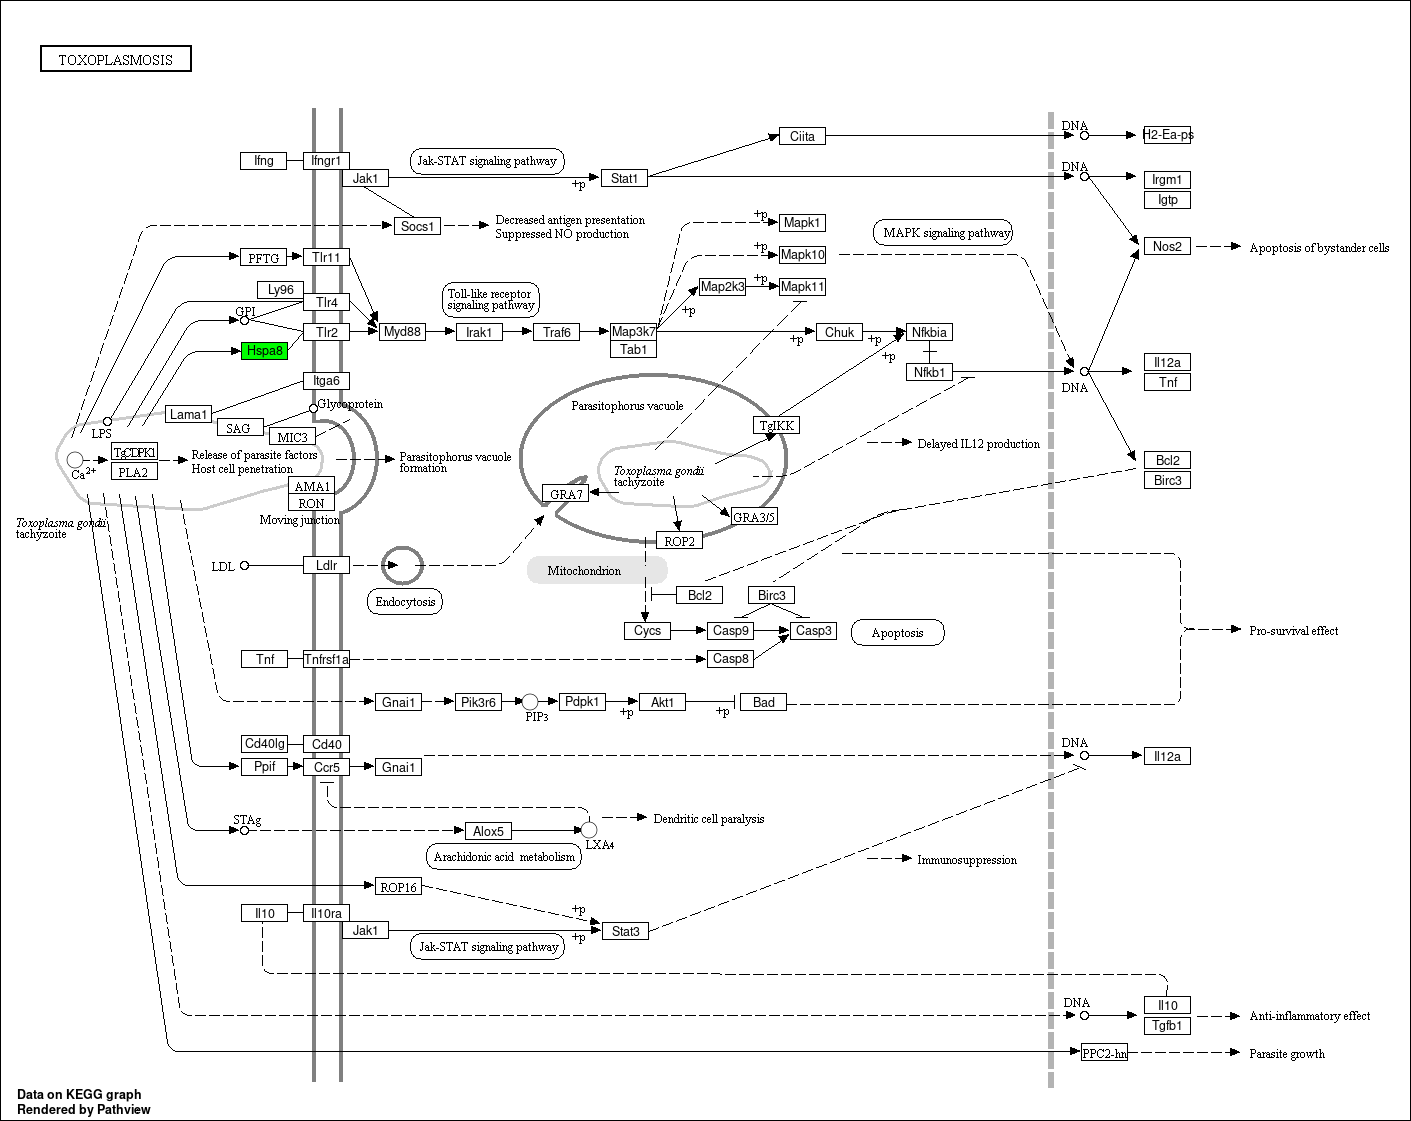 TOXOPLASMOSIS
DNA
Ciita
H2-Ea-ps
Ifng
Ifngr1
Jak-STAT signaling pathway
Jak1
+p
Stat1
DNA
Irgm1
Igtp
Socs1
Decreased antigen presentation
Suppressed NO production
+p
Mapk1
MAPK signaling pathway
Nos2
Apoptosis of bystander cells
PFTG
Tlr11
+p
Mapk10
Ly96
Tlr4
Toll-like receptor
signaling pathway
Map2k3
+p
Mapk11
+p
GPI
Tlr2
Myd88
Irak1
Traf6
Map3k7
Tab1
+p
Chuk
+p
Nfkbia
Hspa8
Nfkb1
DNA
Il12a
Tnf
Itga6
Glycoprotein
Lama1
SAG
MIC3
LPS
Parasitophorus vacuole
TgIKK
Delayed IL12 production
TgCDPK1
PLA2
Ca2+
Release of parasite factors
Host cell penetration
Parasitophorus vacuole
formation
Toxoplasma gondii
tachyzoite
Bcl2
Birc3
AMA1
RON
Moving junction
GRA7
GRA3/5
ROP2
Toxoplasma gondii
tachyzoite
LDL
Ldlr
Endocytosis
Mitochondrion
Bcl2
Birc3
Cycs
Casp9
Casp3
Apoptosis
Pro-survival effect
Tnf
Tnfrsf1a
Casp8
Gnai1
Pik3r6
PIP3
Pdpk1
+p
Akt1
+p
Bad
Cd40lg
Cd40
DNA
Il12a
Ppif
Ccr5
Gnai1
STAg
Alox5
LXA4
Dendritic cell paralysis
Arachidonic acid metabolism
Immunosuppression
ROP16
+p
Il10
Il10ra
Jak1
+p
Stat3
Jak-STAT signaling pathway
DNA
Il10
Tgfb1
Anti-inflammatory effect
PPC2-hn
Parasite growth
Data on KEGG graph
Rendered by Pathview